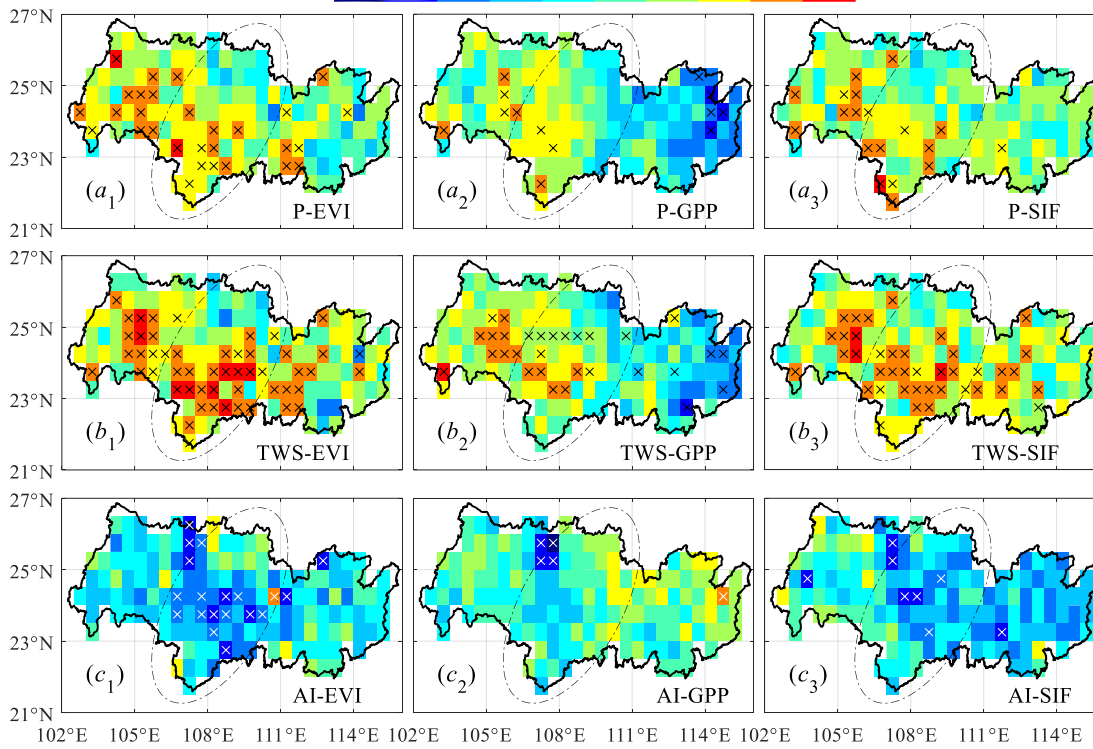 27°N
25°N
23°N
21°N
(a1)
P-EVI
(a2)
P-GPP
(a3)
P-SIF
27°N
25°N
23°N
21°N
(b1)
TWS-EVI
(b2)
TWS-GPP
(b3)
TWS-SIF
27°N
25°N
23°N
21°N
(c1)
AI-EVI
(c2)
AI-GPP
(c3)
AI-SIF
102°E 105°E 108°E 111°E 114°E 102°E 105°E 108°E 111°E 114°E 102°E 105°E 108°E 111°E 114°E